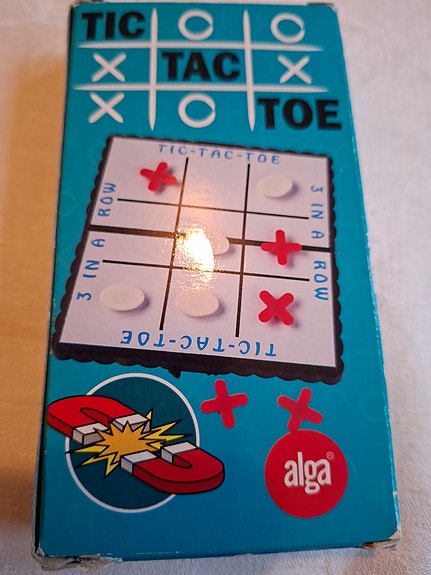 TIC O O
X TAC X
X O TOE
TIC-TAC-TOE
3 IN A ROW
3 IN A ROW
TIC-TAC-TOE
alga®